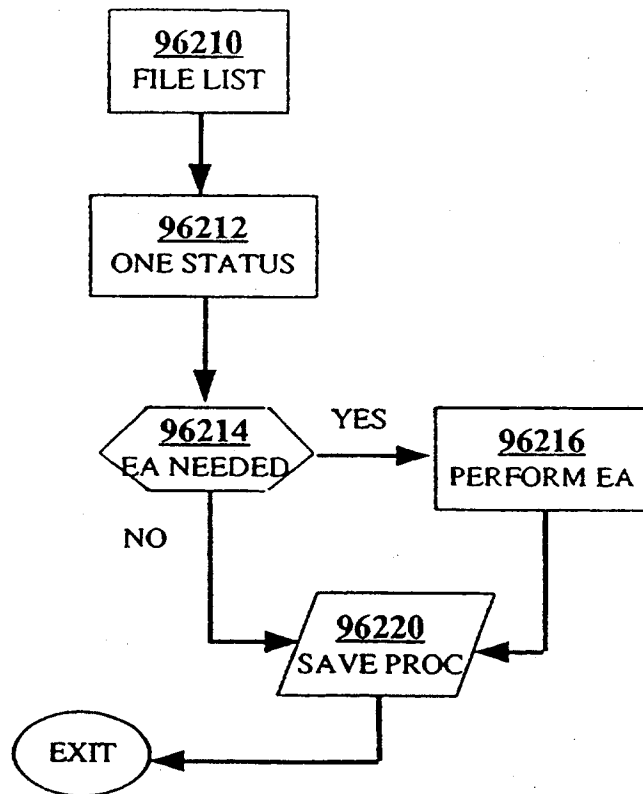 96210
FILE LIST
96212
ONE STATUS
96214
EA NEEDED
YES
96216
PERFORM EA
NO
96220
SAVE PROC
EXIT